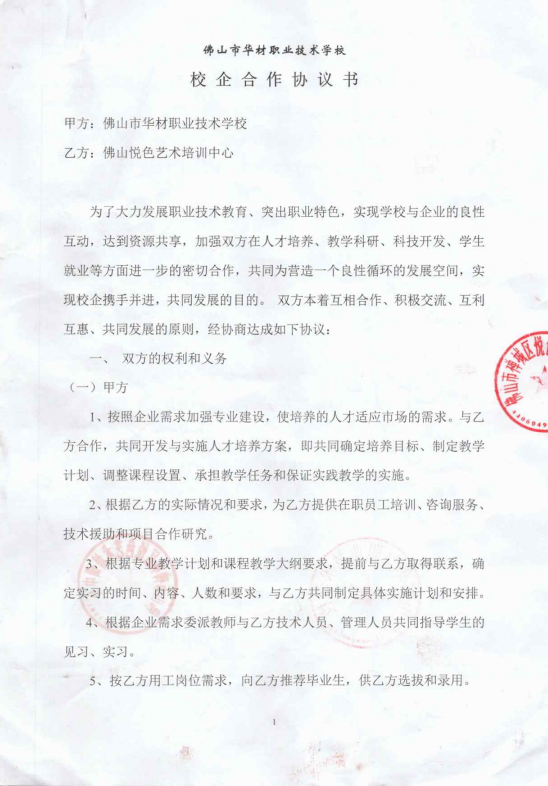 佛山市华材职业技术学校
校企合作协议书
甲方：佛山市华材职业技术学校
乙方：佛山悦色艺术培训中心
为了大力发展职业技术教育、突出职业特色，实现学校与企业的良性
互动，达到资源共享，加强双方在人才培养、教学科研、科技开发、学生
就业等方面进一步的密切合作，共同为营造一个良性循环的发展空间，实
现校企携手并进，共同发展的目的。 双方本着互相合作、积极交流、互利
互惠、共同发展的原则，经协商达成如下协议：
一、 双方的权利和义务
（一）甲方
1、按照企业需求加强专业建设，使培养的人才适应市场的需求。与乙
方合作，共同开发与实施人才培养方案，即共同确定培养目标、制定教学
计划、调整课程设置、承担教学任务和保证实践教学的实施。
2、根据乙方的实际情况和要求，为乙方提供在职员工培训、咨询服务、
技术援助和项目合作研究。
3、根据专业教学计划和课程教学大纲要求，提前与乙方取得联系，确
定实习的时间、内容、人数和要求，与乙方共同制定具体实施计划和安排。
4、根据企业需求委派教师与乙方技术人员、管理人员共同指导学生的
见习、实习。
5、按乙方用工岗位需求，向乙方推荐毕业生，供乙方选拔和录用。
1
佛山市禅城区悦